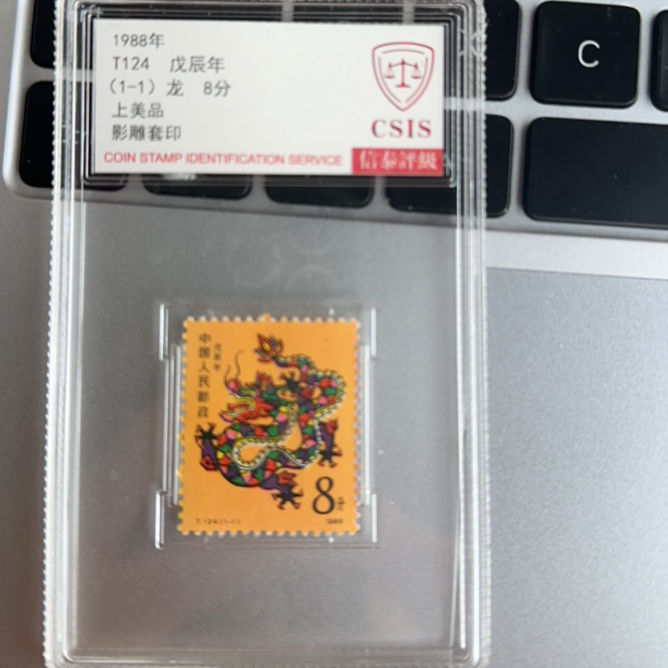 1988年
T124 戊辰年
(1-1) 龙 8分
上美品
影雕套印
CSIS
COIN STAMP IDENTIFICATION SERVICE
信泰評級
中国人民邮政
戊辰年
8分
T.124.(1-1)
1988
C